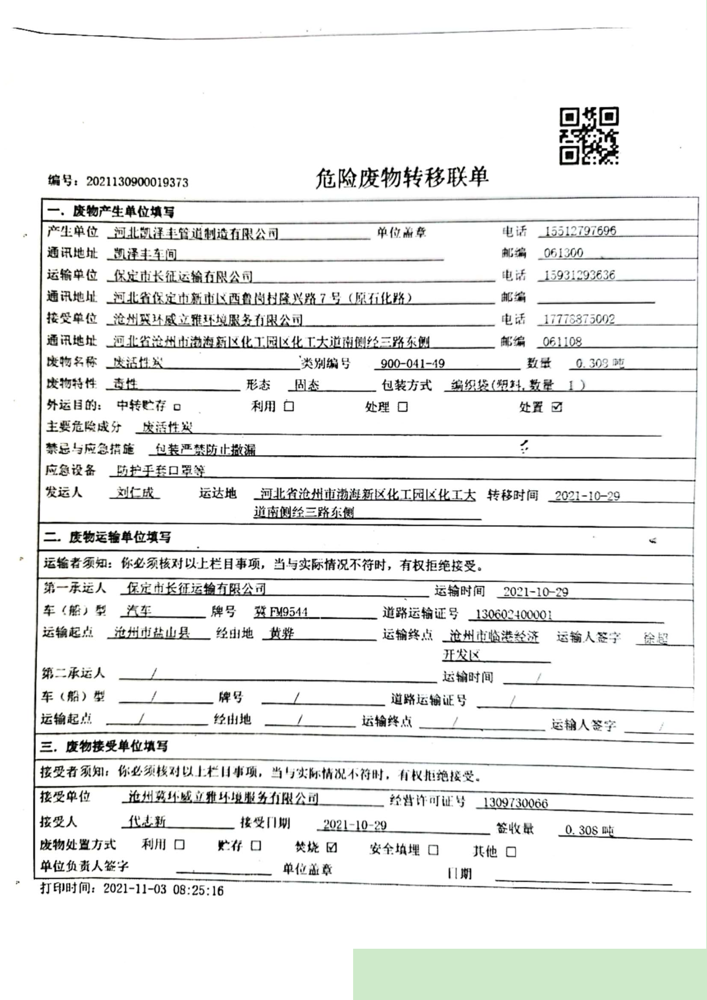 编号：2021130900019373
危险废物转移联单
一．废物产生单位填写
产生单位 河北凯泽丰管道制造有限公司 单位盖章 电话 15512797696
通讯地址 凯泽丰车间 邮编 061300
运输单位 保定市长征运输有限公司 电话 15931293636
通讯地址 河北省保定市新市区西鲁岗村隆兴路7号（原石化路） 邮编
接受单位 沧州冀环威立雅环境服务有限公司 电话 17778875002
通讯地址 河北省沧州市渤海新区化工园区化工大道南侧经三路东侧 邮编 061108
废物名称 废活性炭 类别编号 900-041-49 数量 0.308吨
废物特性 毒性 形态 固态 包装方式 编织袋(塑料,数量 1 )
外运目的： 中转贮存 □ 利用 □ 处理 □ 处置 ☑
主要危险成分 废活性炭
禁忌与应急措施 包装严禁防止撒漏
应急设备 防护手套口罩等
发运人 刘仁成 运达地 河北省沧州市渤海新区化工园区化工大 转移时间 2021-10-29
道南侧经三路东侧
二．废物运输单位填写
运输者须知：你必须核对以上栏目事项，当与实际情况不符时，有权拒绝接受。
第一承运人 保定市长征运输有限公司 运输时间 2021-10-29
车（船）型 汽车 牌号 冀FM9544 道路运输证号 130602400001
运输起点 沧州市盐山县 经由地 黄骅 运输终点 沧州市临港经济 运输人签字 徐超
开发区
第二承运人 / 运输时间 /
车（船）型 / 牌号 / 道路运输证号 /
运输起点 / 经由地 / 运输终点 / 运输人签字 /
三．废物接受单位填写
接受者须知：你必须核对以上栏目事项，当与实际情况不符时，有权拒绝接受。
接受单位 沧州冀环威立雅环境服务有限公司 经营许可证号 1309730066
接受人 代志新 接受日期 2021-10-29 签收量 0.308吨
废物处置方式 利用 □ 贮存 □ 焚烧 ☑ 安全填埋 □ 其他 □
单位负责人签字 单位盖章 日期
打印时间：2021-11-03 08:25:16